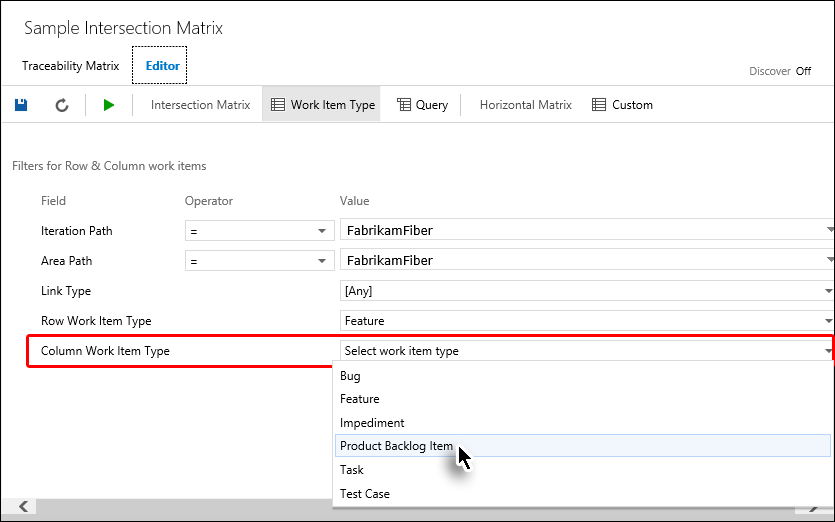 Sample Intersection Matrix
Traceability Matrix Editor
Discover Off
Intersection Matrix Work Item Type Query Horizontal Matrix Custom
Filters for Row & Column work items
Field Operator Value
Iteration Path = FabrikamFiber
Area Path = FabrikamFiber
Link Type [Any]
Row Work Item Type Feature
Column Work Item Type Select work item type
Bug
Feature
Impediment
Product Backlog Item
Task
Test Case